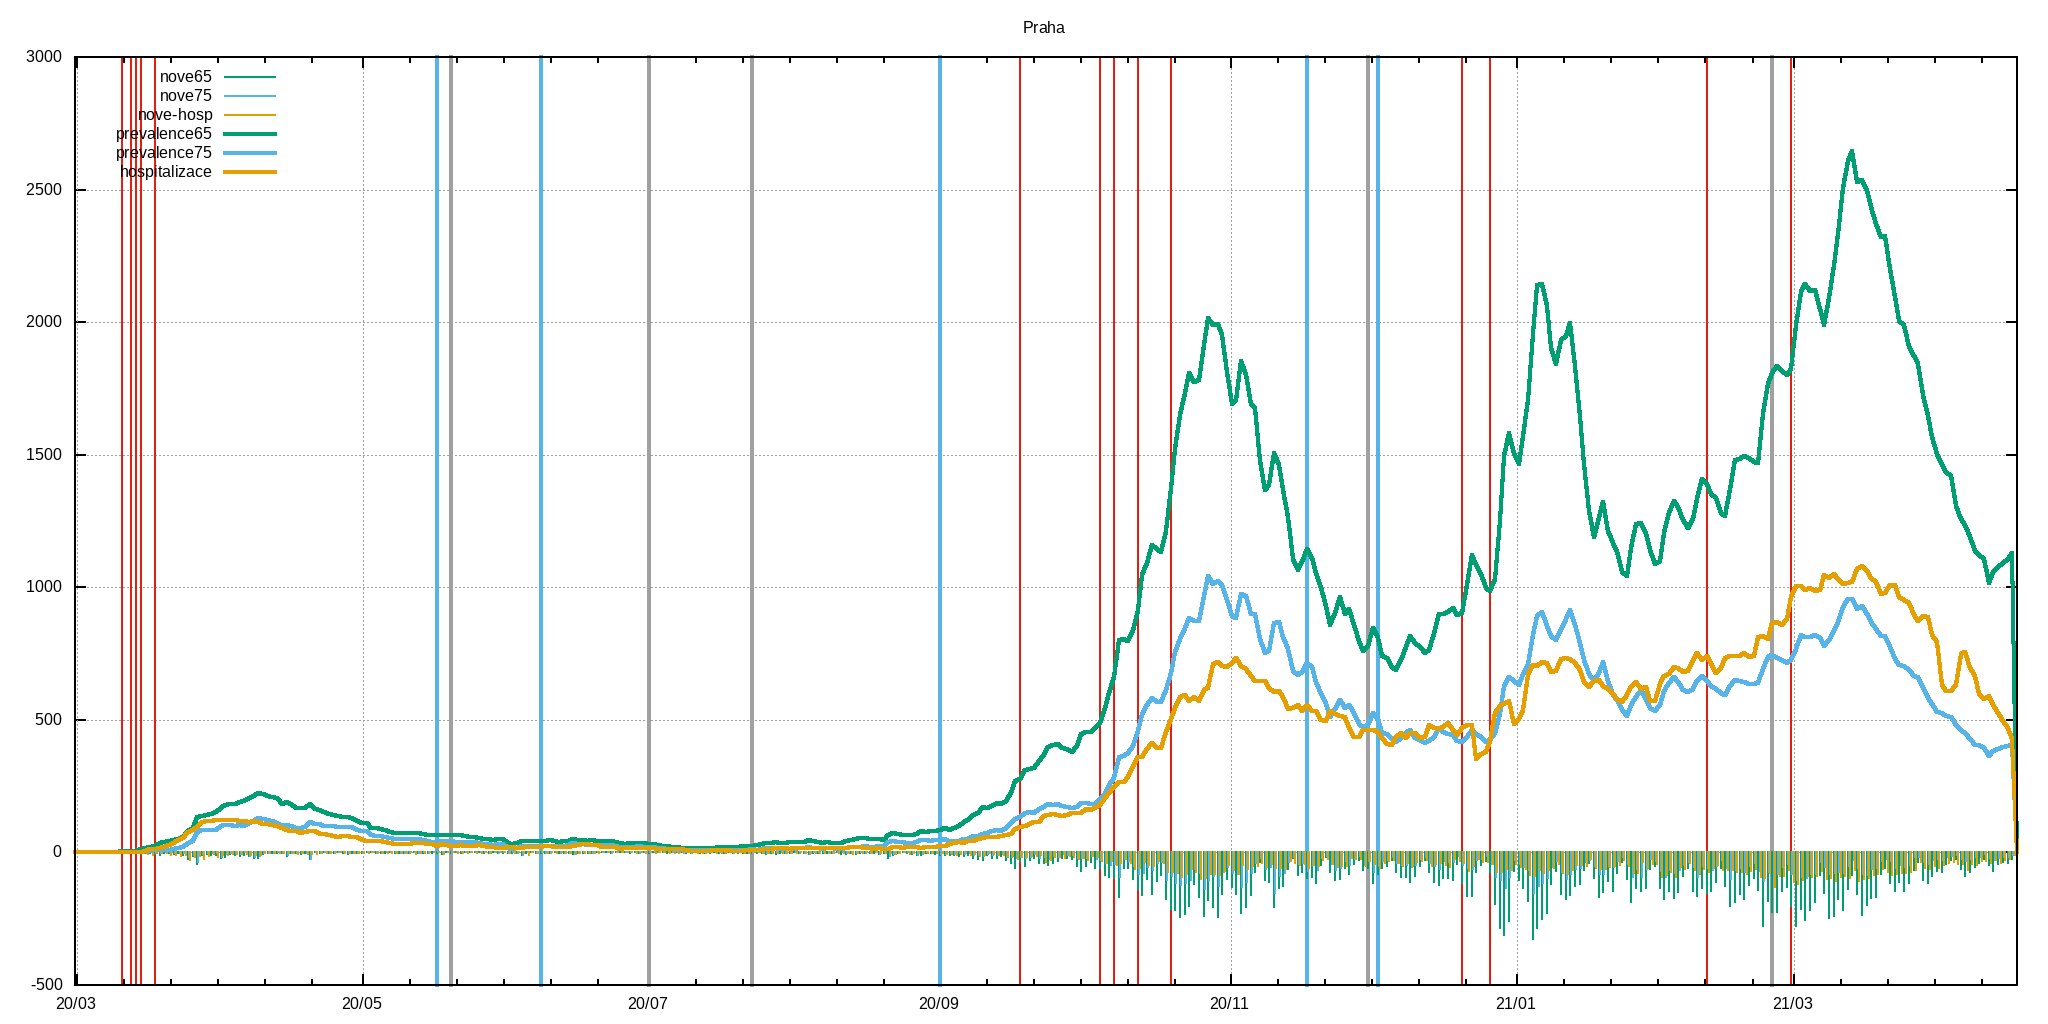 Praha
3000
nove65
nove75
nove-hosp
prevalence65
prevalence75
hospitalizace
2500
2000
1500
1000
500
0
-500
20/03 20/05 20/07 20/09 20/11 21/01 21/03